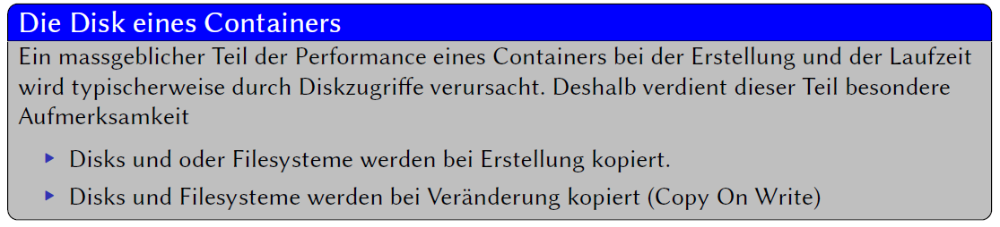 Die Disk eines Containers
Ein massgeblicher Teil der Performance eines Containers bei der Erstellung und der Laufzeit
wird typischerweise durch Diskzugriffe verursacht. Deshalb verdient dieser Teil besondere
Aufmerksamkeit
Disks und oder Filesysteme werden bei Erstellung kopiert.
Disks und Filesysteme werden bei Veränderung kopiert (Copy On Write)